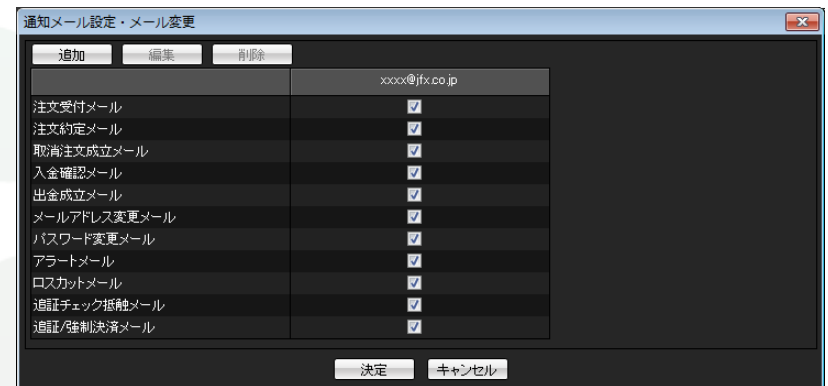 通知メール設定・メール変更
追加 編集 削除
xxxx@jfx.co.jp
注文受付メール
注文約定メール
取消注文成立メール
入金確認メール
出金成立メール
メールアドレス変更メール
パスワード変更メール
アラートメール
ロスカットメール
追証チェック抵触メール
追証/強制決済メール
決定 キャンセル